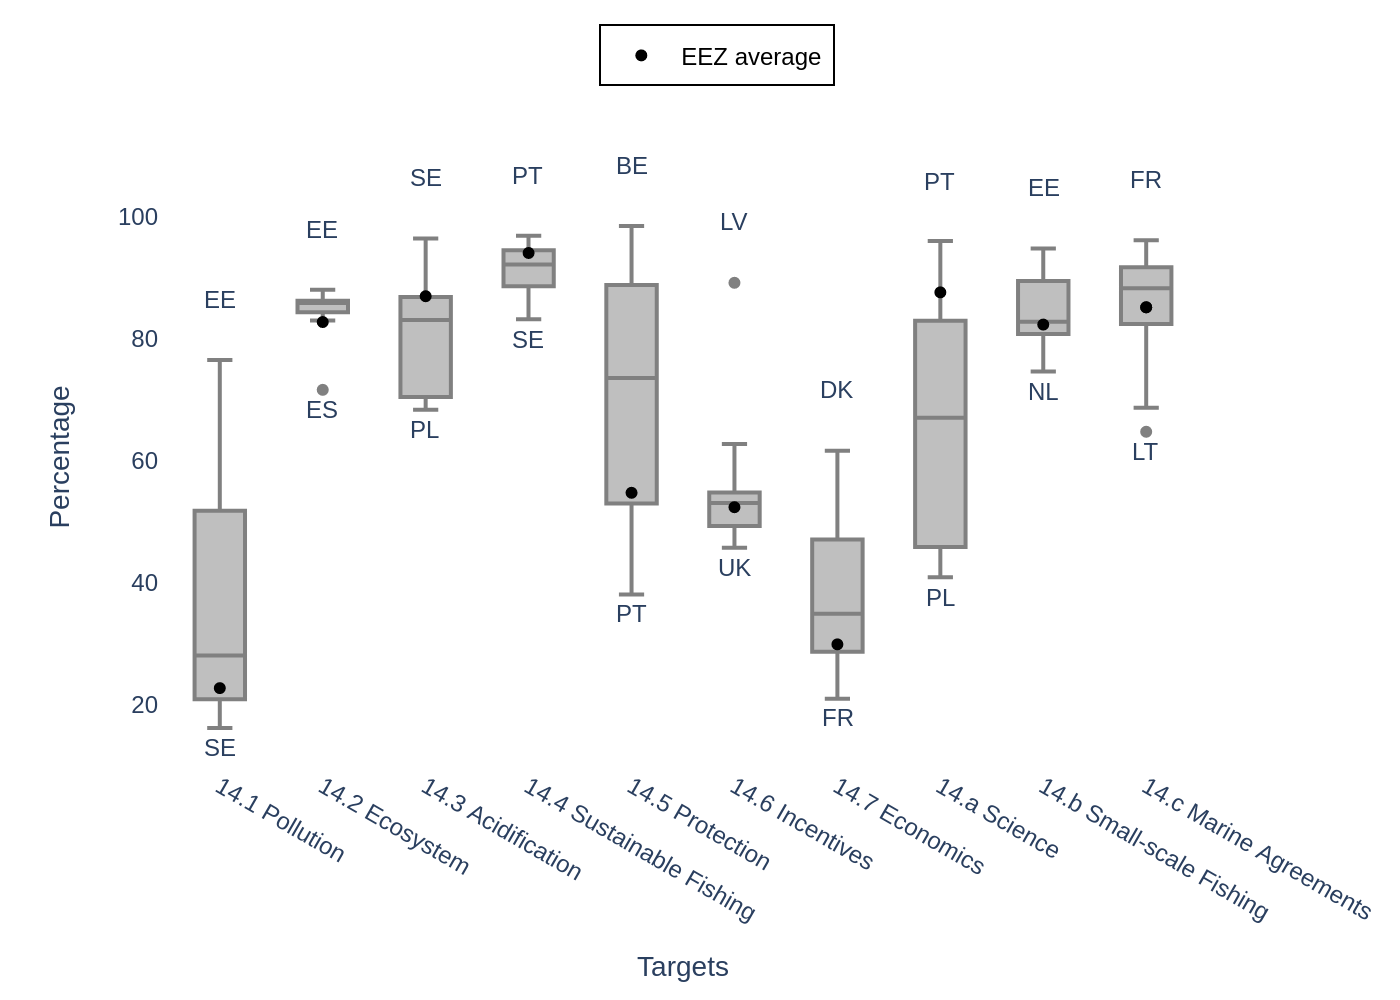 EEZ average
BE
PT
SE
PT
FR
EE
100
LV
EE
EE
80
SE
DK
NL
ES
PL
LT
60
Percentage
UK
PL
40
PT
FR
20
SE
14.1 Pollution
14.2 Ecosystem
14.3 Acidification
14.4 Sustainable Fishing
14.5 Protection
14.6 Incentives
14.7 Economics
14.a Science
14.b Small-scale Fishing
14.c Marine Agreements
Targets